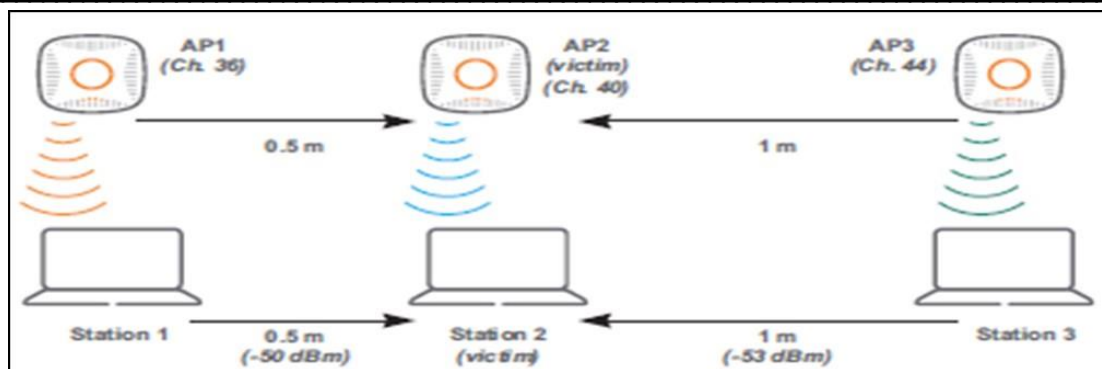 AP1
(Ch. 36)
AP2
(victim)
(Ch. 40)
AP3
(Ch. 44)
0.5 m
1 m
Station 1
0.5 m
(-50 dBm)
Station 2
(victim)
1 m
(-53 dBm)
Station 3